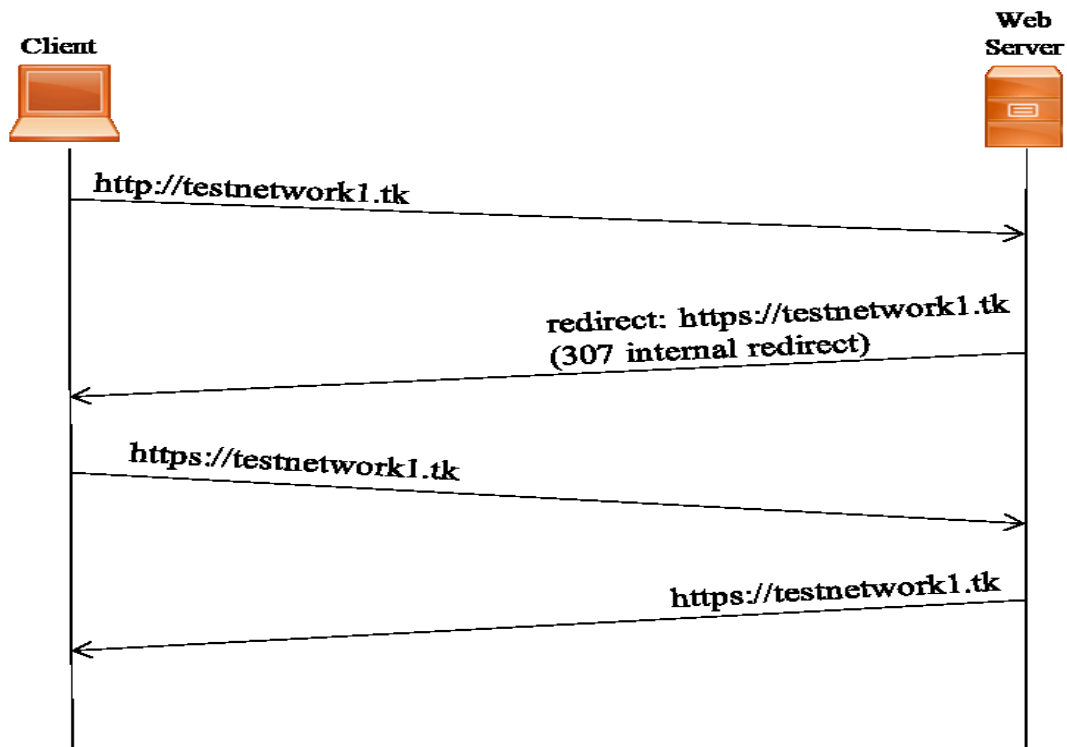 Client
Web
Server
http://testnetwork1.tk
redirect: https://testnetwork1.tk
(307 internal redirect)
https://testnetwork1.tk
https://testnetwork1.tk